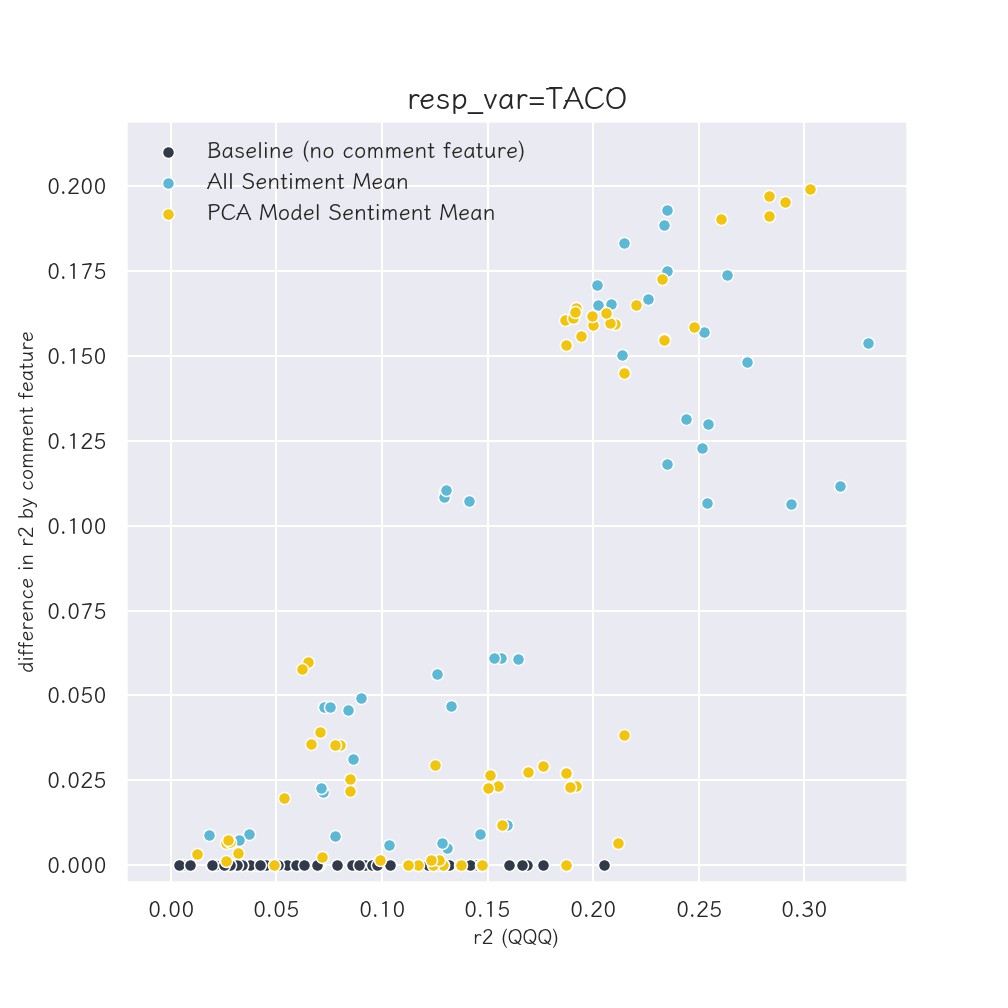 resp_var=TACO
Baseline (no comment feature)
All Sentiment Mean
PCA Model Sentiment Mean
difference in r2 by comment feature
0.200
0.175
0.150
0.125
0.100
0.075
0.050
0.025
0.000
0.00 0.05 0.10 0.15 0.20 0.25 0.30
r2 (QQQ)